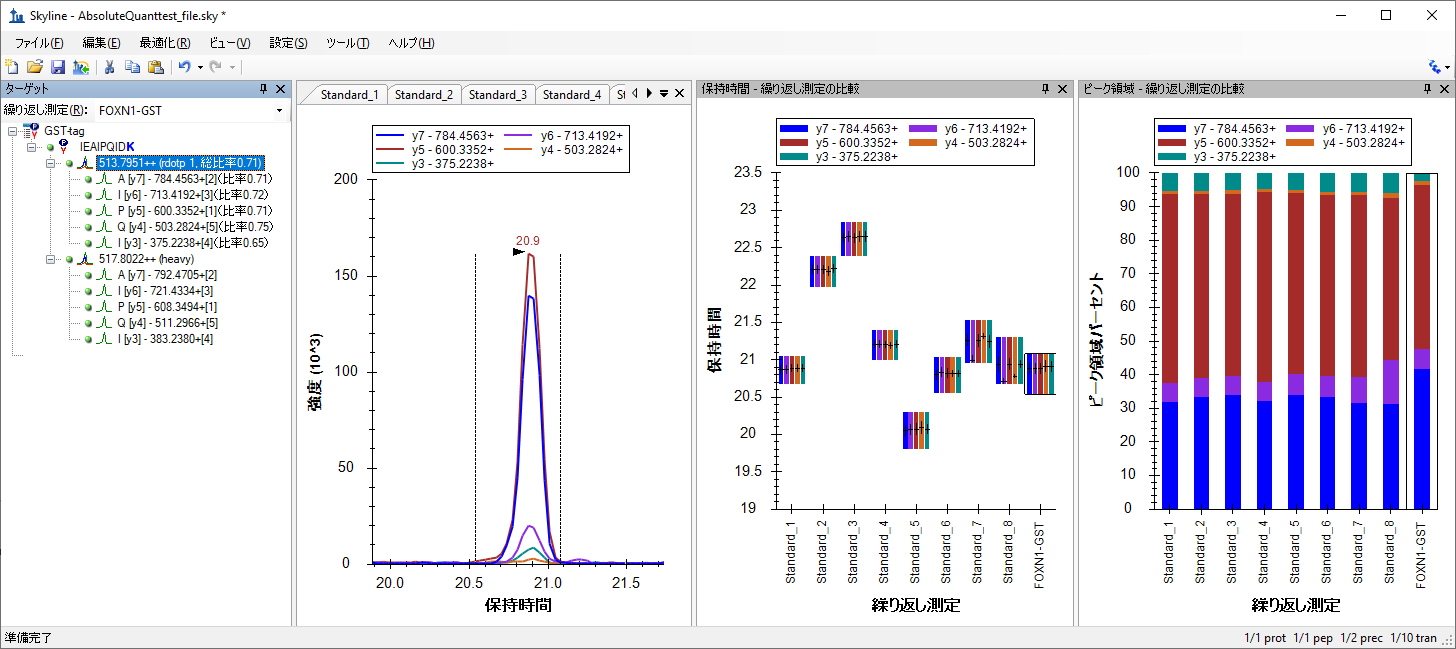 Skyline - AbsoluteQuanttest_file.sky *
ファイル(F) 編集(E) 最適化(R) ビュー(V) 設定(S) ツール(T) ヘルプ(H)
ターゲット
繰り返し測定(R): FOXN1-GST
GST-tag
IEAIPQIDK
513.7951++ (rdotp 1, 総比率0.71)
A [y7] - 784.4563+[2](比率0.71)
I [y6] - 713.4192+[3](比率0.72)
P [y5] - 600.3352+[1](比率0.71)
Q [y4] - 503.2824+[5](比率0.75)
I [y3] - 375.2238+[4](比率0.65)
517.8022++ (heavy)
A [y7] - 792.4705+[2]
I [y6] - 721.4334+[3]
P [y5] - 608.3494+[1]
Q [y4] - 511.2966+[5]
I [y3] - 383.2380+[4]
Standard_1 Standard_2 Standard_3 Standard_4 St
y7 - 784.4563+ y6 - 713.4192+
y5 - 600.3352+ y4 - 503.2824+
y3 - 375.2238+
20.9
強度 (10^3)
200
150
100
50
0
20.0 20.5 21.0 21.5
保持時間
保持時間 - 繰り返し測定の比較
y7 - 784.4563+ y6 - 713.4192+
y5 - 600.3352+ y4 - 503.2824+
y3 - 375.2238+
保持時間
23.5
23
22.5
22
21.5
21
20.5
20
19.5
19
Standard_1
Standard_2
Standard_3
Standard_4
Standard_5
Standard_6
Standard_7
Standard_8
FOXN1-GST
繰り返し測定
ピーク領域 - 繰り返し測定の比較
y7 - 784.4563+ y6 - 713.4192+
y5 - 600.3352+ y4 - 503.2824+
y3 - 375.2238+
ピーク領域パーセント
100
90
80
70
60
50
40
30
20
10
0
Standard_1
Standard_2
Standard_3
Standard_4
Standard_5
Standard_6
Standard_7
Standard_8
FOXN1-GST
繰り返し測定
準備完了
1/1 prot 1/1 pep 1/2 prec 1/10 tran